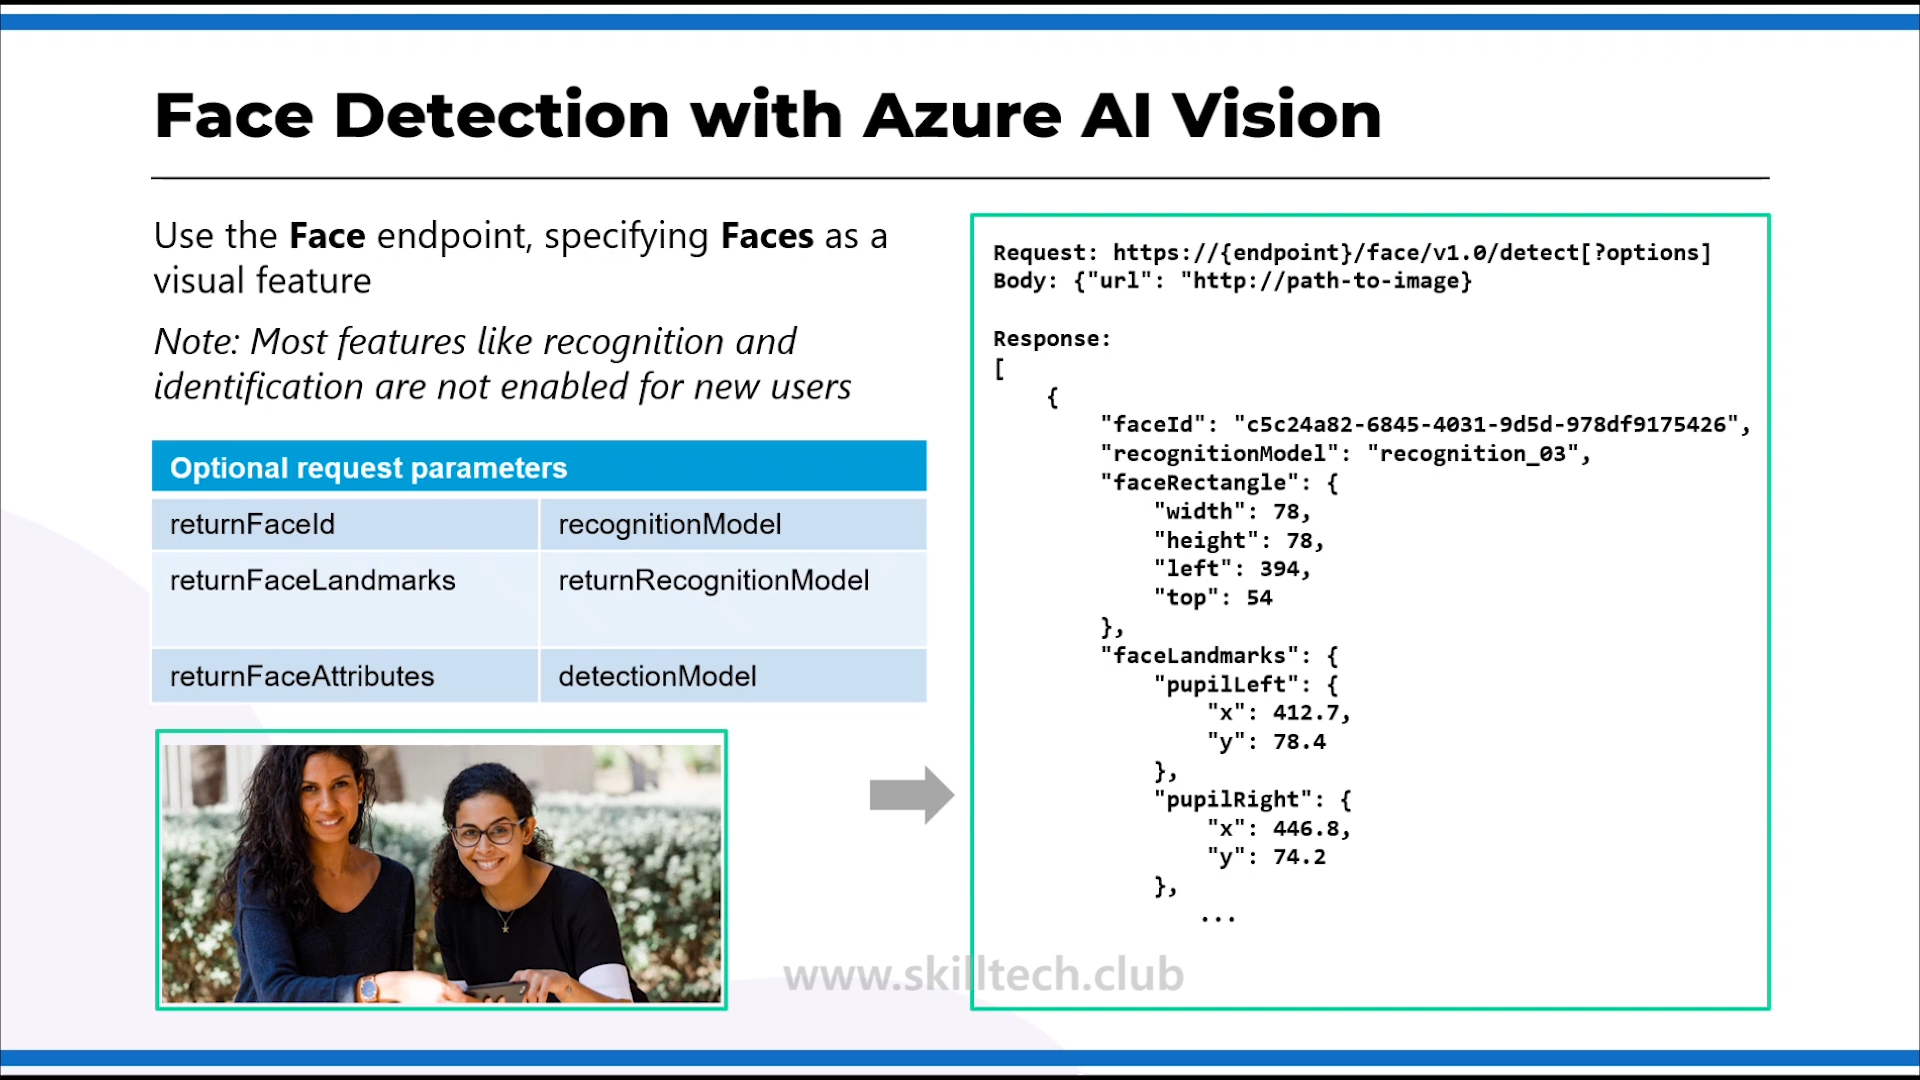 Face Detection with Azure AI Vision
Use the Face endpoint, specifying Faces as a
visual feature
Note: Most features like recognition and
identification are not enabled for new users
Optional request parameters
returnFaceId recognitionModel
returnFaceLandmarks returnRecognitionModel
returnFaceAttributes detectionModel
Request: https://{endpoint}/face/v1.0/detect[?options]
Body: {"url": "http://path-to-image}
Response:
[
{
"faceId": "c5c24a82-6845-4031-9d5d-978df9175426",
"recognitionModel": "recognition_03",
"faceRectangle": {
"width": 78,
"height": 78,
"left": 394,
"top": 54
},
"faceLandmarks": {
"pupilLeft": {
"x": 412.7,
"y": 78.4
},
"pupilRight": {
"x": 446.8,
"y": 74.2
},
...
www.skilltech.club